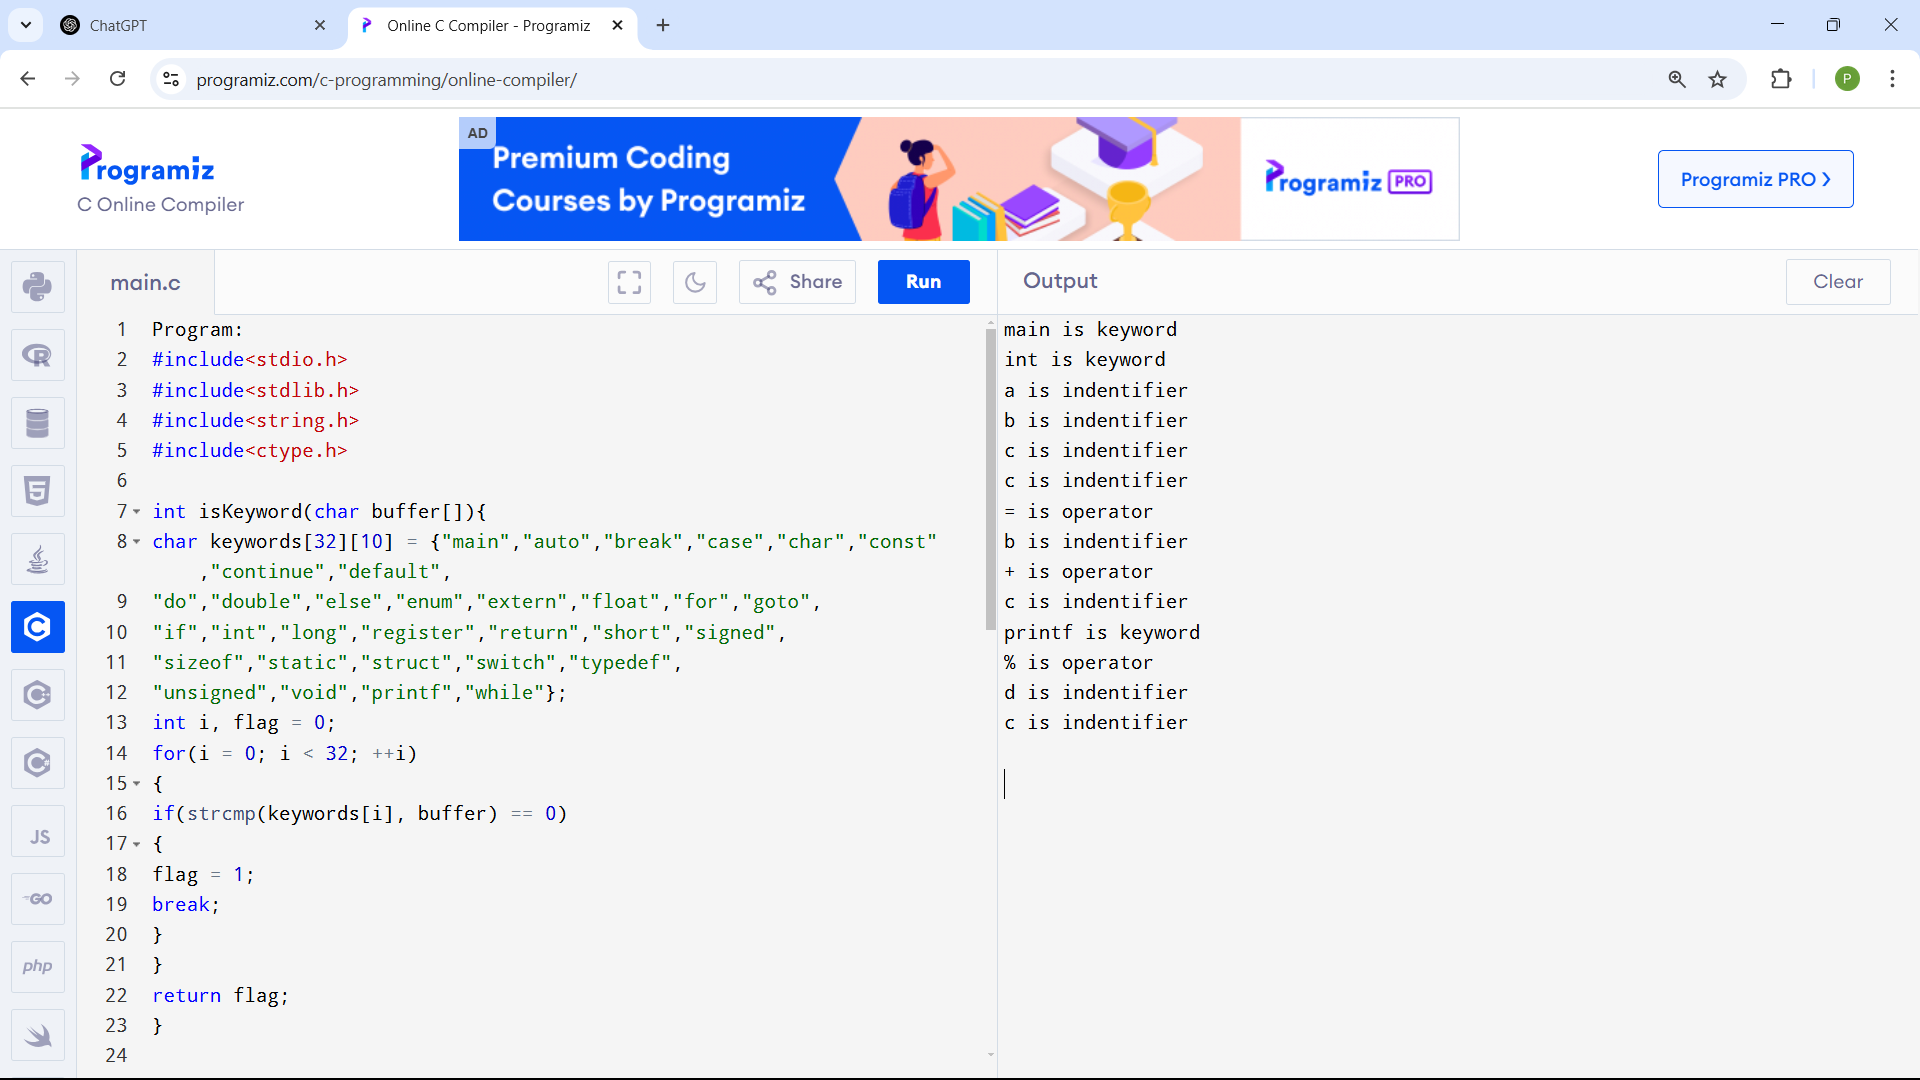 ChatGPT
Online C Compiler - Programiz
programiz.com/c-programming/online-compiler/
P
Programiz
C Online Compiler
AD
Premium Coding
Courses by Programiz
Programiz PRO
Programiz PRO
main.c
Share
Run
Output
Clear
1 Program:
2 #include<stdio.h>
3 #include<stdlib.h>
4 #include<string.h>
5 #include<ctype.h>
6
7 int isKeyword(char buffer[]){
8 char keywords[32][10] = {"main","auto","break","case","char","const"
,"continue","default",
9 "do","double","else","enum","extern","float","for","goto",
10 "if","int","long","register","return","short","signed",
11 "sizeof","static","struct","switch","typedef",
12 "unsigned","void","printf","while"};
13 int i, flag = 0;
14 for(i = 0; i < 32; ++i)
15 {
16 if(strcmp(keywords[i], buffer) == 0)
17 {
18 flag = 1;
19 break;
20 }
21 }
22 return flag;
23 }
24
main is keyword
int is keyword
a is indentifier
b is indentifier
c is indentifier
c is indentifier
= is operator
b is indentifier
+ is operator
c is indentifier
printf is keyword
% is operator
d is indentifier
c is indentifier
R
5
C
C
C
JS
GO
php